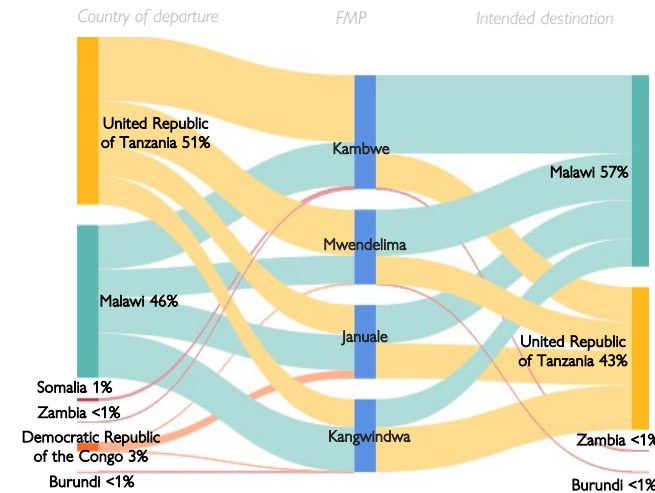 Country of departure
FMP
Intended destination
United Republic
of Tanzania 51%
Kambwe
Malawi 57%
Mwendelima
Malawi 46%
Januale
United Republic
of Tanzania 43%
Somalia 1%
Zambia <1%
Democratic Republic
of the Congo 3%
Kangwindwa
Zambia <1%
Burundi <1%
Burundi <1%